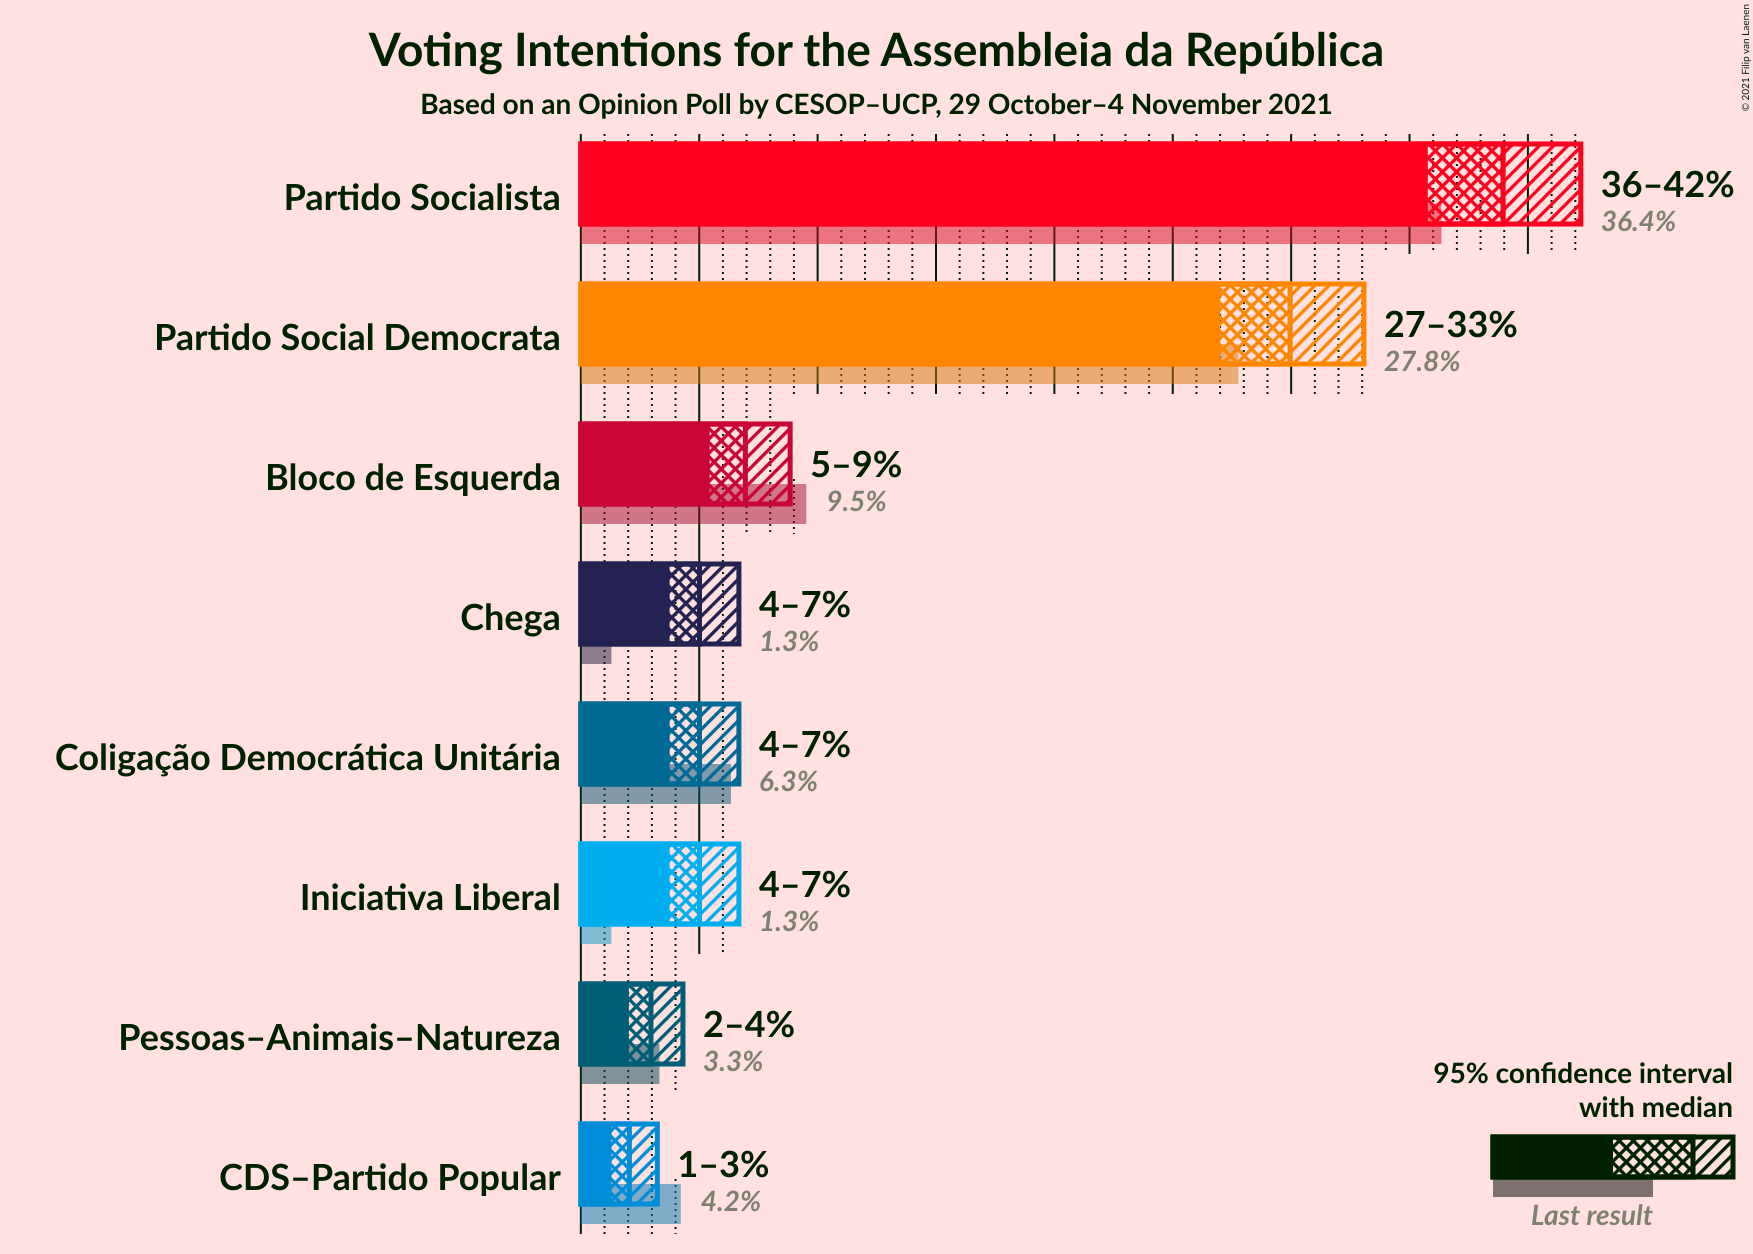 Voting Intentions for the Assembleia da República
Based on an Opinion Poll by CESOP–UCP, 29 October–4 November 2021
© 2021 Filip van Laenen
Partido Socialista
36–42%
36.4%
Partido Social Democrata
27–33%
27.8%
Bloco de Esquerda
5–9%
9.5%
Chega
4–7%
1.3%
Coligação Democrática Unitária
4–7%
6.3%
Iniciativa Liberal
4–7%
1.3%
Pessoas–Animais–Natureza
2–4%
3.3%
CDS–Partido Popular
1–3%
4.2%
95% confidence interval
with median
Last result